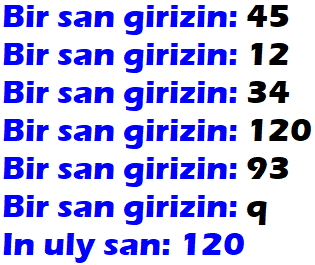 Bir san girizin: 45
Bir san girizin: 12
Bir san girizin: 34
Bir san girizin: 120
Bir san girizin: 93
Bir san girizin: q
In uly san: 120